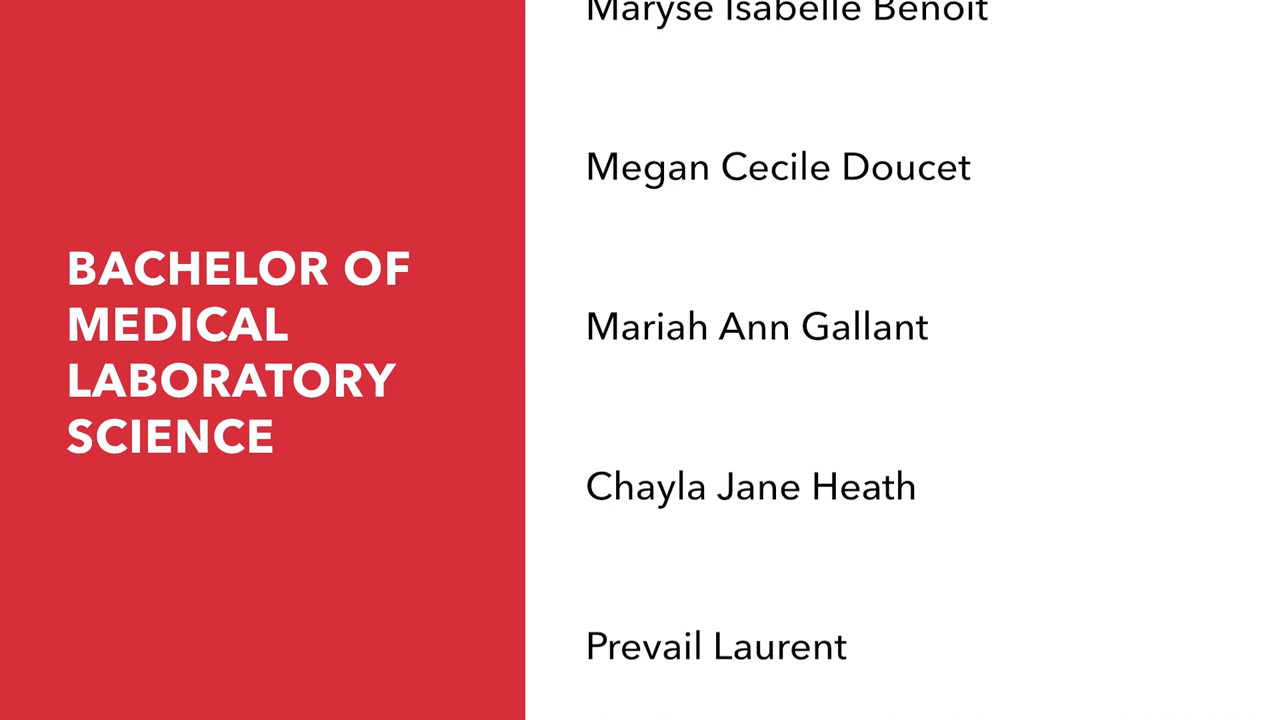 BACHELOR OF
MEDICAL
LABORATORY
SCIENCE
Maryse Isabelle Benoit
Megan Cecile Doucet
Mariah Ann Gallant
Chayla Jane Heath
Prevail Laurent